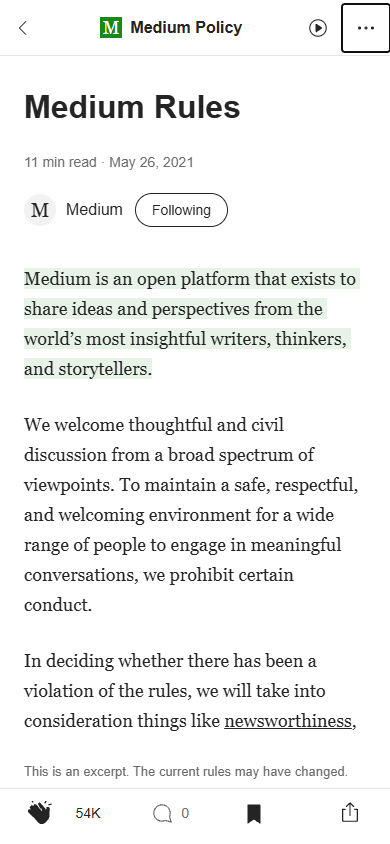 M Medium Policy
Medium Rules
11 min read · May 26, 2021
M Medium Following
Medium is an open platform that exists to
share ideas and perspectives from the
world’s most insightful writers, thinkers,
and storytellers.
We welcome thoughtful and civil
discussion from a broad spectrum of
viewpoints. To maintain a safe, respectful,
and welcoming environment for a wide
range of people to engage in meaningful
conversations, we prohibit certain
conduct.
In deciding whether there has been a
violation of the rules, we will take into
consideration things like newsworthiness,
This is an excerpt. The current rules may have changed.
54K 0